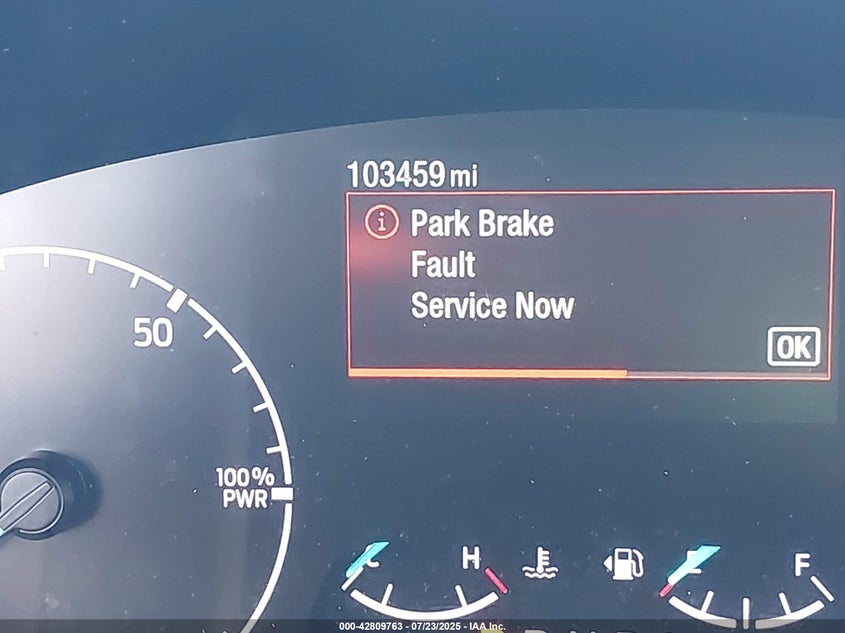 103459 mi
Park Brake
Fault
Service Now
OK
50
100%
PWR
H
E
F
000-42809763 - 07/23/2025 - IAA Inc.